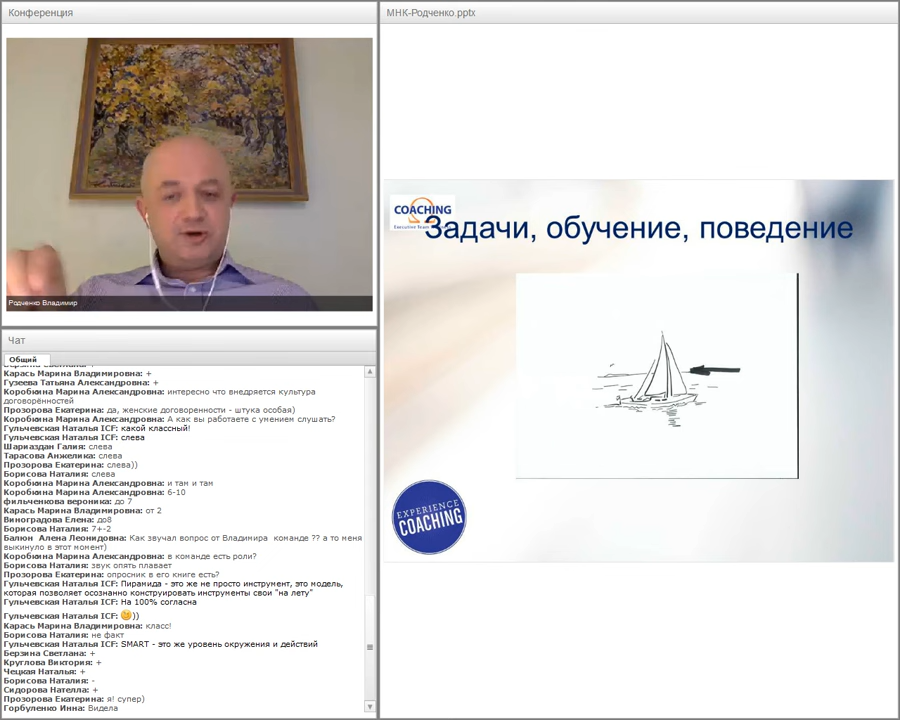 Конференция
МНК-Родченко.pptx
Родченко Владимир
COACHING
Задачи, обучение, поведение
EXPERIENCE
COACHING
Чат
Общий
Карась Марина Владимировна: +
Гузеева Татьяна Александровна: +
Коробкина Марина Александровна: интересно что внедряется культура
договорённостей
Прозорова Екатерина: да, женские договоренности - штука особая)
Коробкина Марина Александровна: А как вы работаете с умением слушать?
Гульчевская Наталья ICF: какой классный!
Гульчевская Наталья ICF: слева
Шариаздан Галия: слева
Тарасова Анжелика: слева
Прозорова Екатерина: слева))
Борисова Наталия: слева
Коробкина Марина Александровна: и там и там
Коробкина Марина Александровна: 6-10
фильченкова вероника: до 7
Карась Марина Владимировна: от 2
Виноградова Елена: до8
Борисова Наталия: 7+-2
Балюн Алена Леонидовна: Как звучал вопрос от Владимира команде ?? а то меня
выкинуло в этот момент)
Коробкина Марина Александровна: в команде есть роли?
Борисова Наталия: звук опять плавает
Прозорова Екатерина: опросник в его книге есть?
Гульчевская Наталья ICF: Пирамида - это же не просто инструмент, это модель,
которая позволяет осознанно конструировать инструменты свои "на лету"
Гульчевская Наталья ICF: На 100% согласна
Гульчевская Наталья ICF: ))
Карась Марина Владимировна: класс!
Борисова Наталия: не факт
Гульчевская Наталья ICF: SMART - это же уровень окружения и действий
Берзина Светлана: +
Круглова Виктория: +
Чецкая Наталья: +
Борисова Наталия: -
Сидорова Нателла: +
Прозорова Екатерина: я! супер)
Горбуленко Инна: Видела